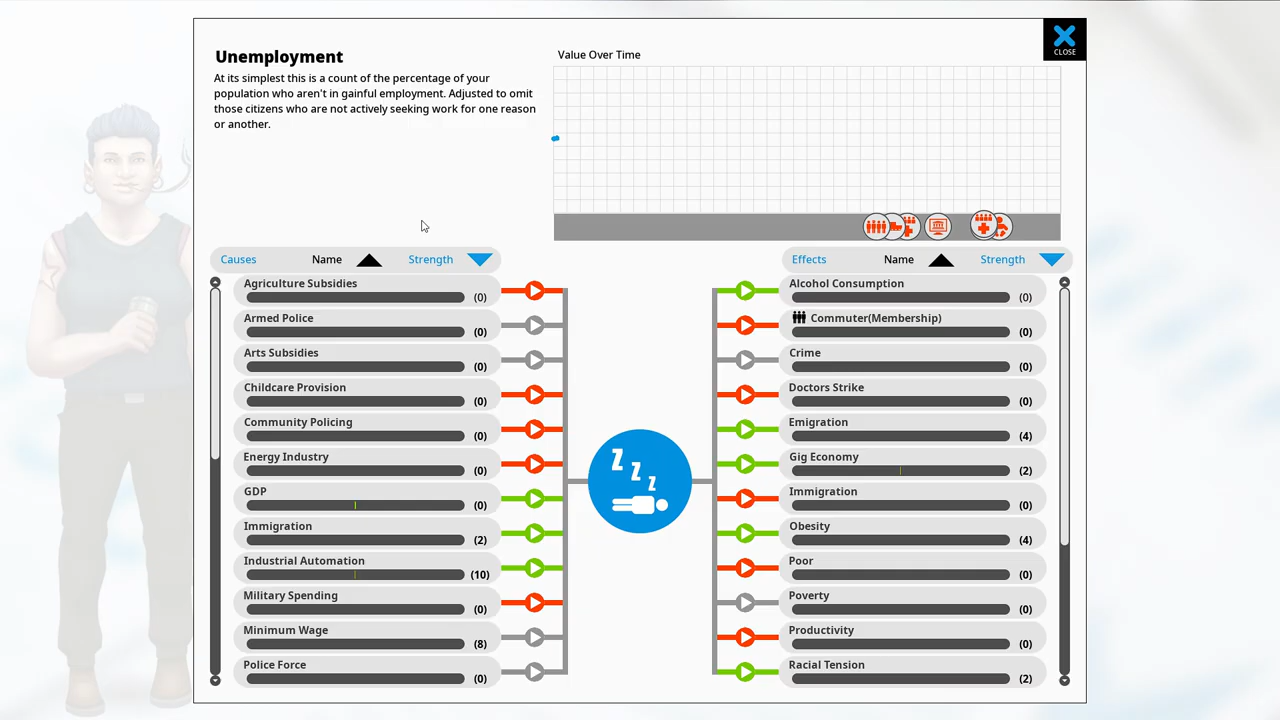 Unemployment
At its simplest this is a count of the percentage of your
population who aren't in gainful employment. Adjusted to omit
those citizens who are not actively seeking work for one reason
or another.
Value Over Time
CLOSE
Causes Name Strength
Agriculture Subsidies
(0)
Armed Police
(0)
Arts Subsidies
(0)
Childcare Provision
(0)
Community Policing
(0)
Energy Industry
(0)
GDP
(0)
Immigration
(2)
Industrial Automation
(10)
Military Spending
(0)
Minimum Wage
(8)
Police Force
(0)
Z
Z
Z
Effects Name Strength
Alcohol Consumption
(0)
Commuter(Membership)
(0)
Crime
(0)
Doctors Strike
(0)
Emigration
(4)
Gig Economy
(2)
Immigration
(0)
Obesity
(4)
Poor
(0)
Poverty
(0)
Productivity
(0)
Racial Tension
(2)